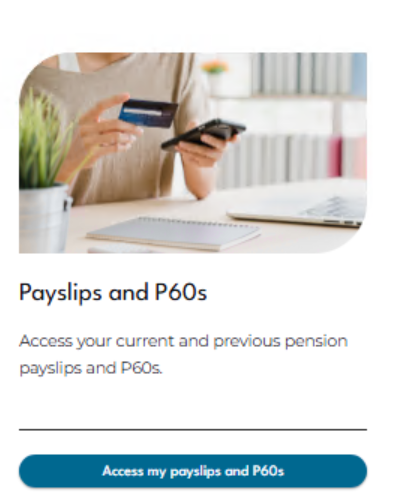 Payslips and P60s
Access your current and previous pension
payslips and P60s.
Access my payslips and P60s